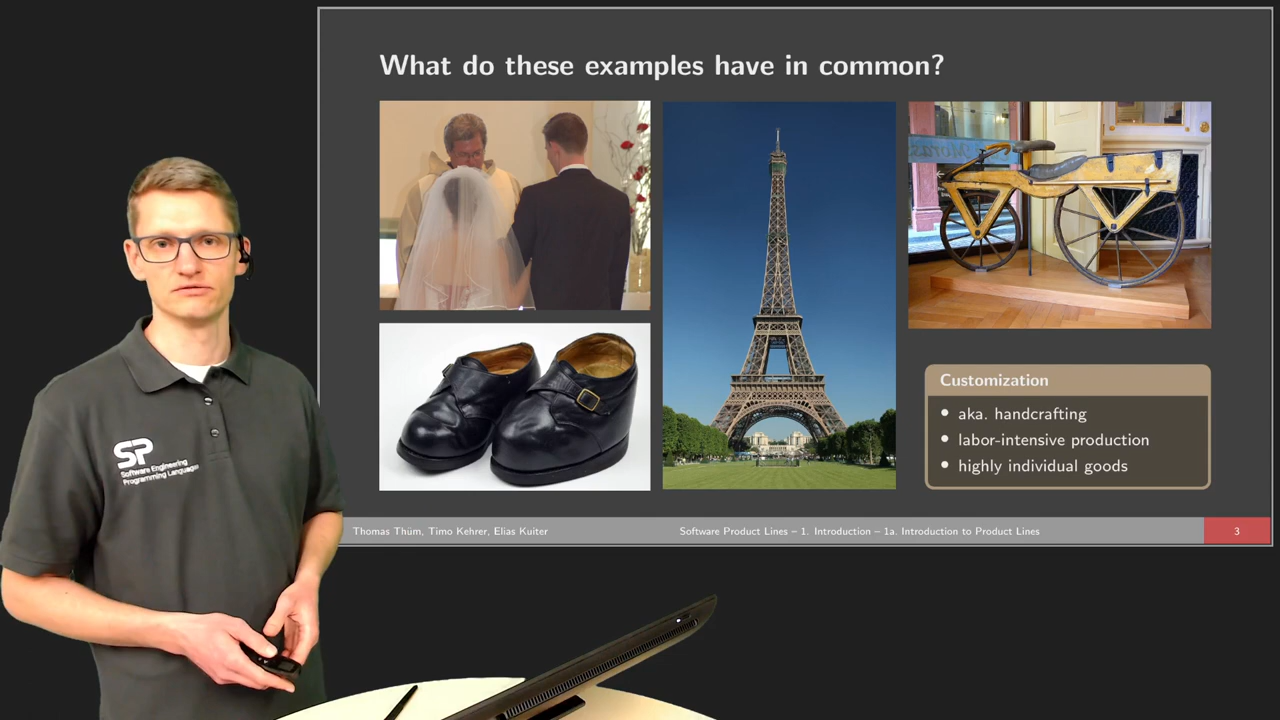 What do these examples have in common?
Customization
aka. handcrafting
labor-intensive production
highly individual goods
SP
Software Engineering
Programming Languages
Thomas Thüm, Timo Kehrer, Elias Kuiter
Software Product Lines – 1. Introduction – 1a. Introduction to Product Lines
3